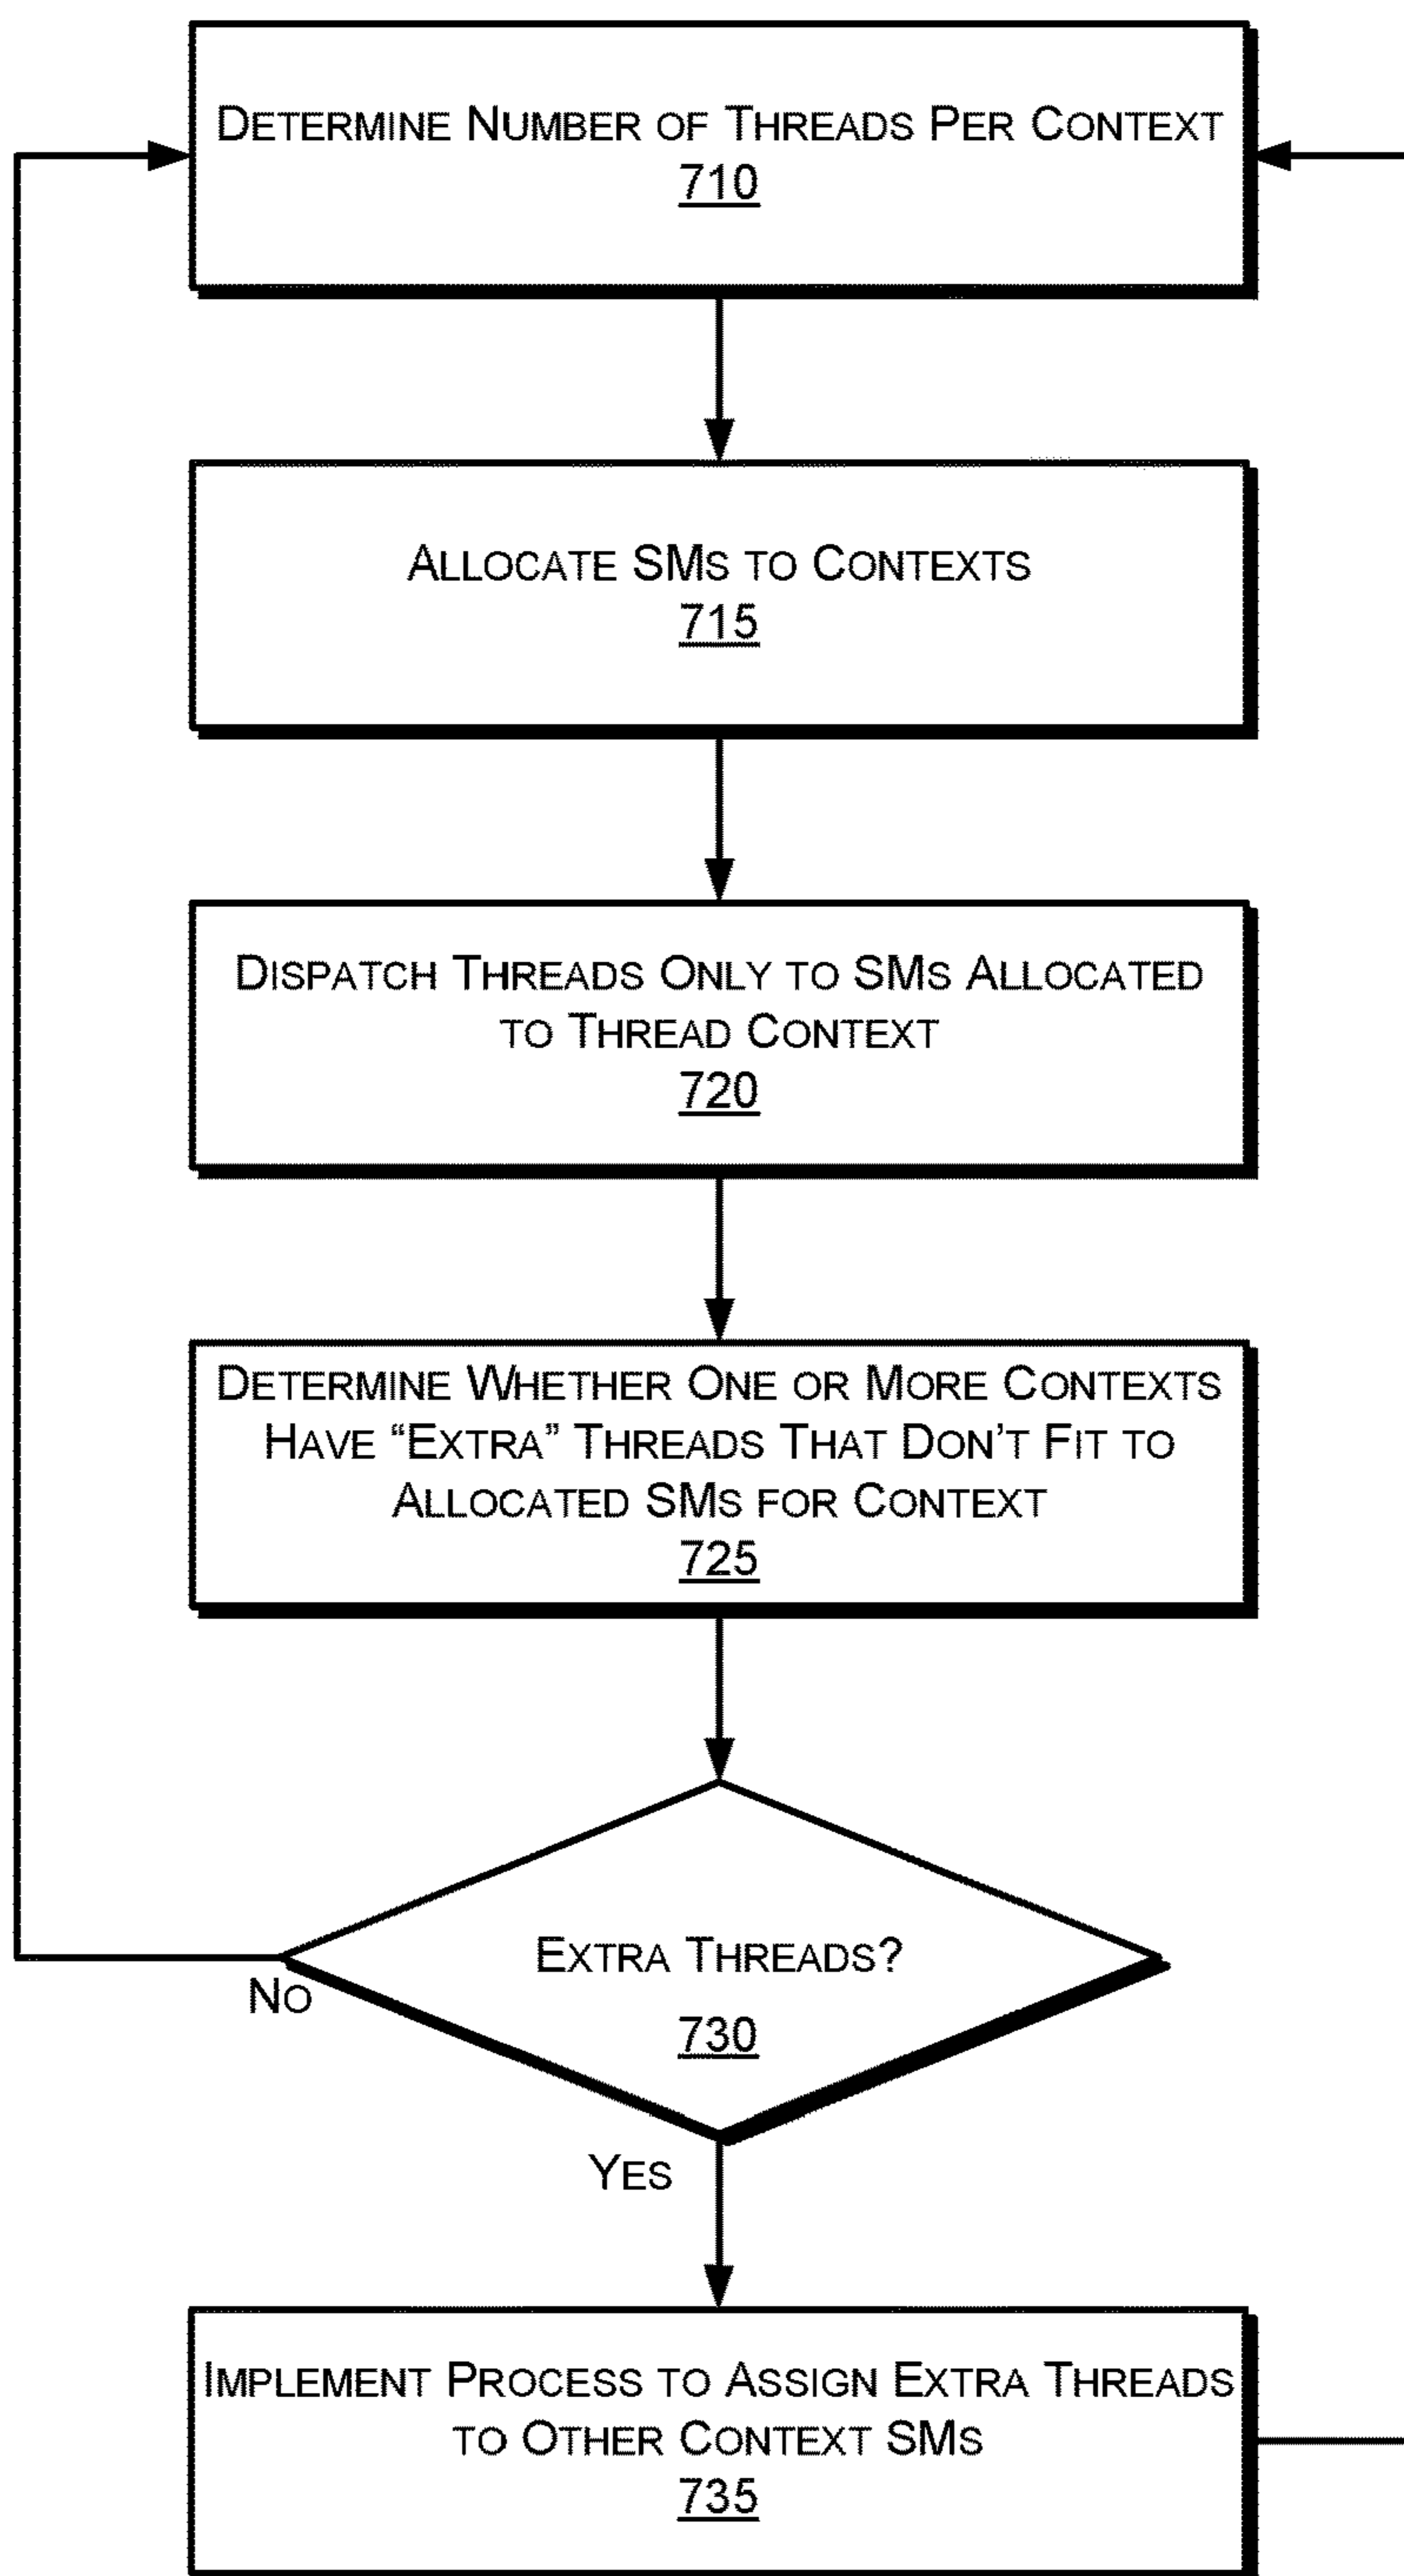 DETERMINE NUMBER OF THREADS PER CONTEXT
710
ALLOCATE SMS TO CONTEXTS
715
DISPATCH THREADS ONLY TO SMS ALLOCATED
TO THREAD CONTEXT
720
DETERMINE WHETHER ONE OR MORE CONTEXTS
HAVE “EXTRA” THREADS THAT DON'T FIT TO
ALLOCATED SMS FOR CONTEXT
725
EXTRA THREADS?
NO
730
YES
IMPLEMENT PROCESS TO ASSIGN EXTRA THREADS
TO OTHER CONTEXT SMS
735